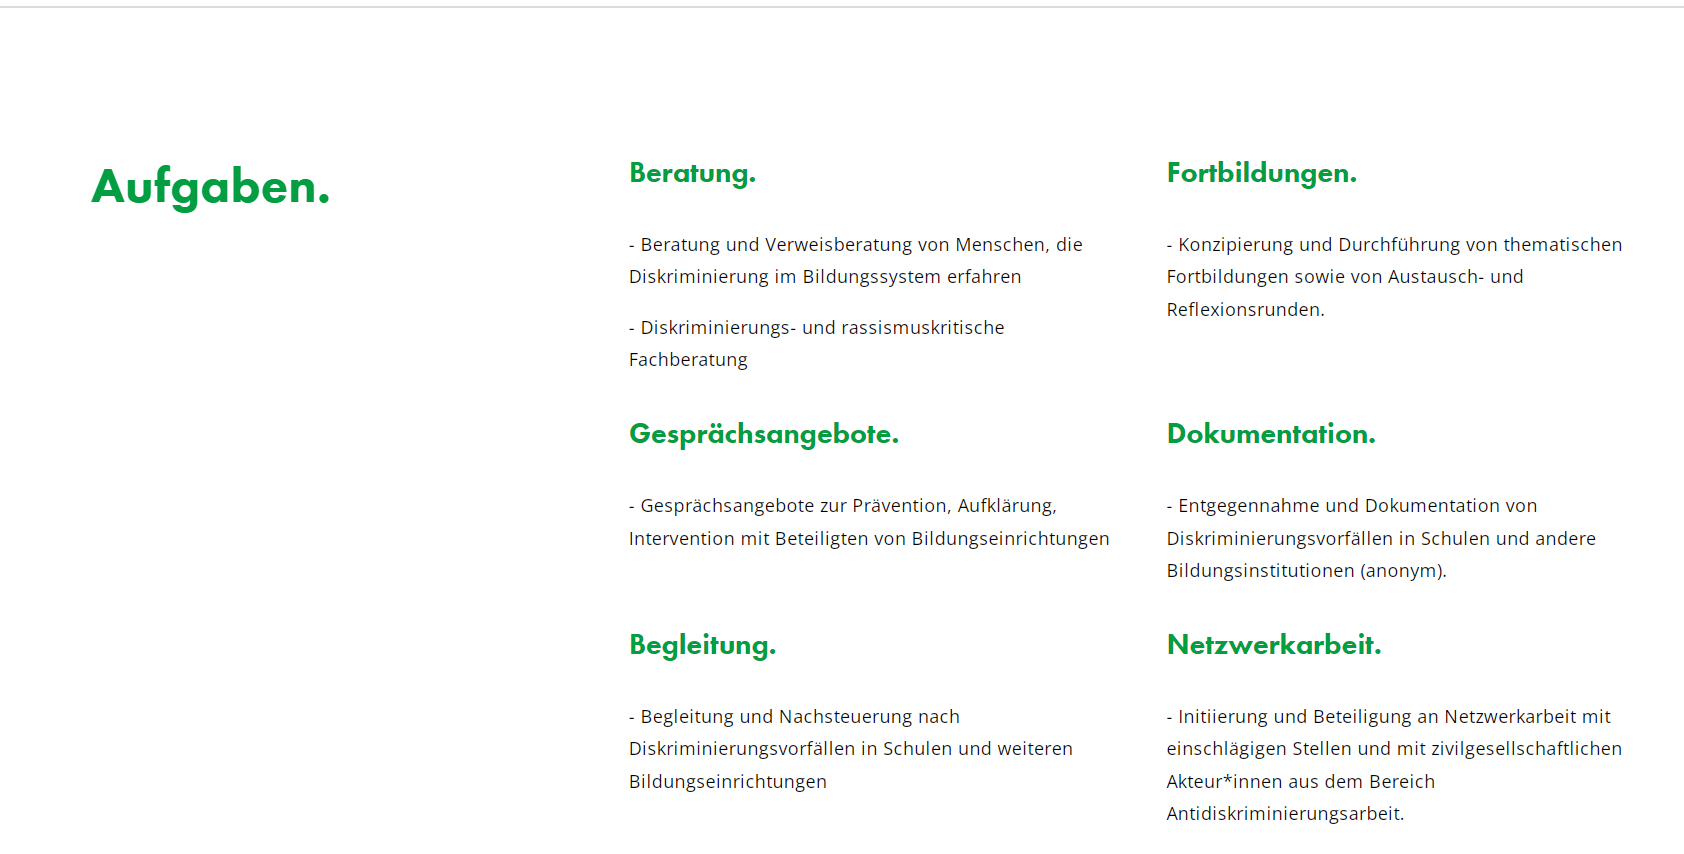 Aufgaben.
Beratung.
- Beratung und Verweisberatung von Menschen, die
Diskriminierung im Bildungssystem erfahren
- Diskriminierungs- und rassismuskritische
Fachberatung
Fortbildungen.
- Konzipierung und Durchführung von thematischen
Fortbildungen sowie von Austausch- und
Reflexionsrunden.
Gesprächsangebote.
- Gesprächsangebote zur Prävention, Aufklärung,
Intervention mit Beteiligten von Bildungseinrichtungen
Dokumentation.
- Entgegennahme und Dokumentation von
Diskriminierungsvorfällen in Schulen und andere
Bildungsinstitutionen (anonym).
Begleitung.
- Begleitung und Nachsteuerung nach
Diskriminierungsvorfällen in Schulen und weiteren
Bildungseinrichtungen
Netzwerkarbeit.
- Initiierung und Beteiligung an Netzwerkarbeit mit
einschlägigen Stellen und mit zivilgesellschaftlichen
Akteur*innen aus dem Bereich
Antidiskriminierungsarbeit.